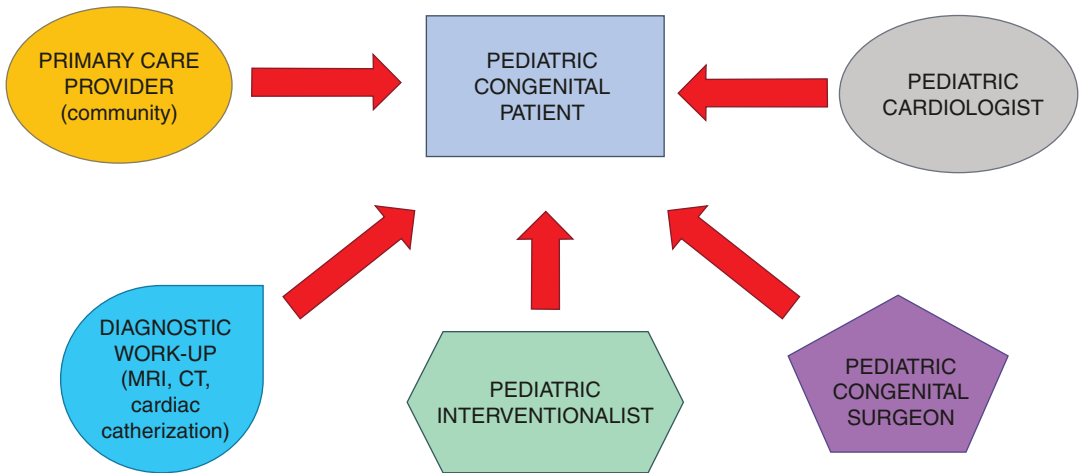 PRIMARY CARE
PROVIDER
(community)
PEDIATRIC
CONGENITAL
PATIENT
PEDIATRIC
CARDIOLOGIST
DIAGNOSTIC
WORK-UP
(MRI, CT,
cardiac
catherization)
PEDIATRIC
INTERVENTIONALIST
PEDIATRIC
CONGENITAL
SURGEON